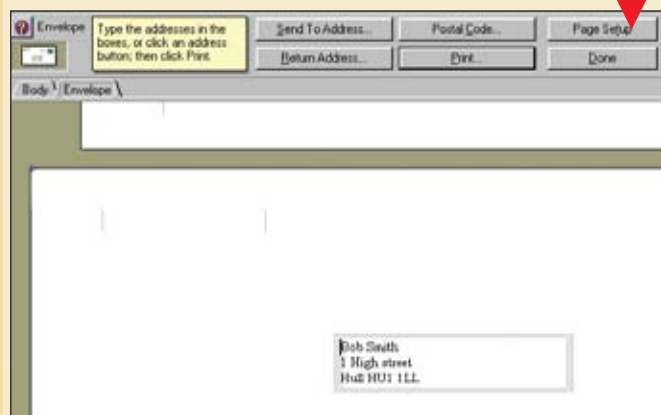 Envelope
Type the addresses in the
boxes, or click an address
button; then click Print.
Send To Address...
Postal Code...
Page Setup
Return Address...
Print...
Done
Body
Envelope
Bob Smith
1 High street
Hull HU1 1LL